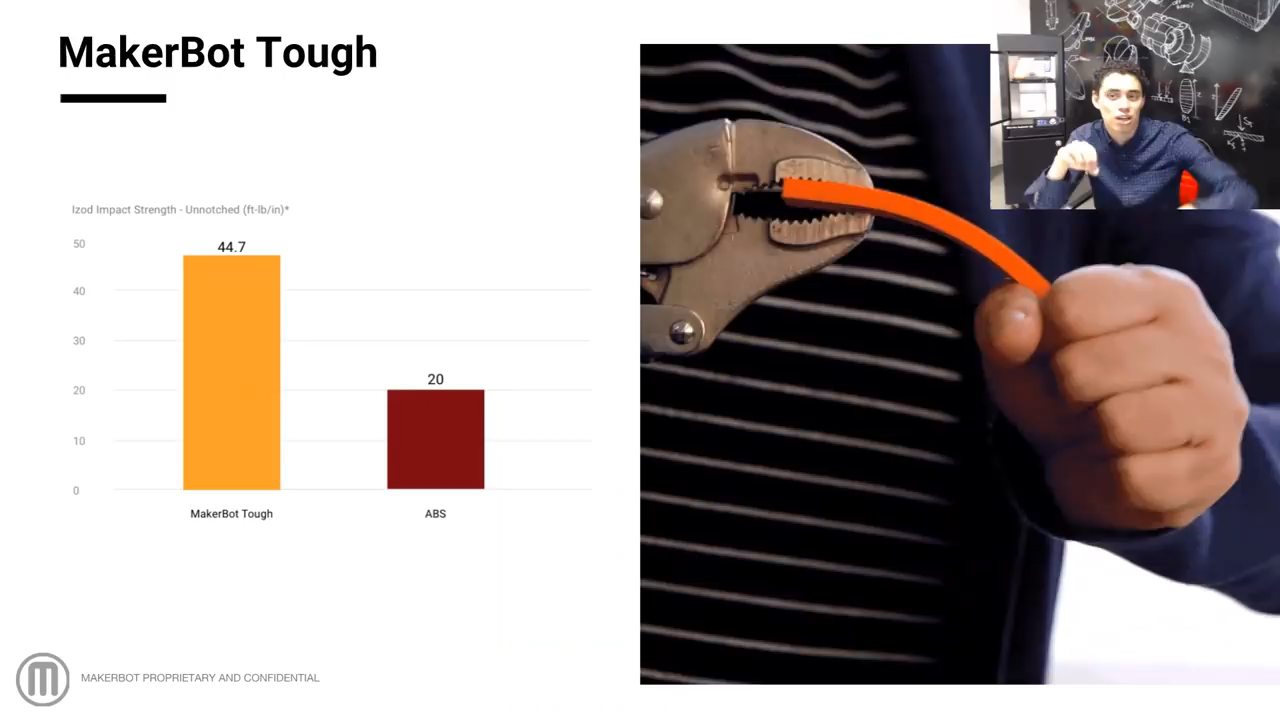 MakerBot Tough
Izod Impact Strength - Unnotched (ft-lb/in)*
50
40
30
20
10
0
44.7
20
MakerBot Tough
ABS
MAKERBOT PROPRIETARY AND CONFIDENTIAL